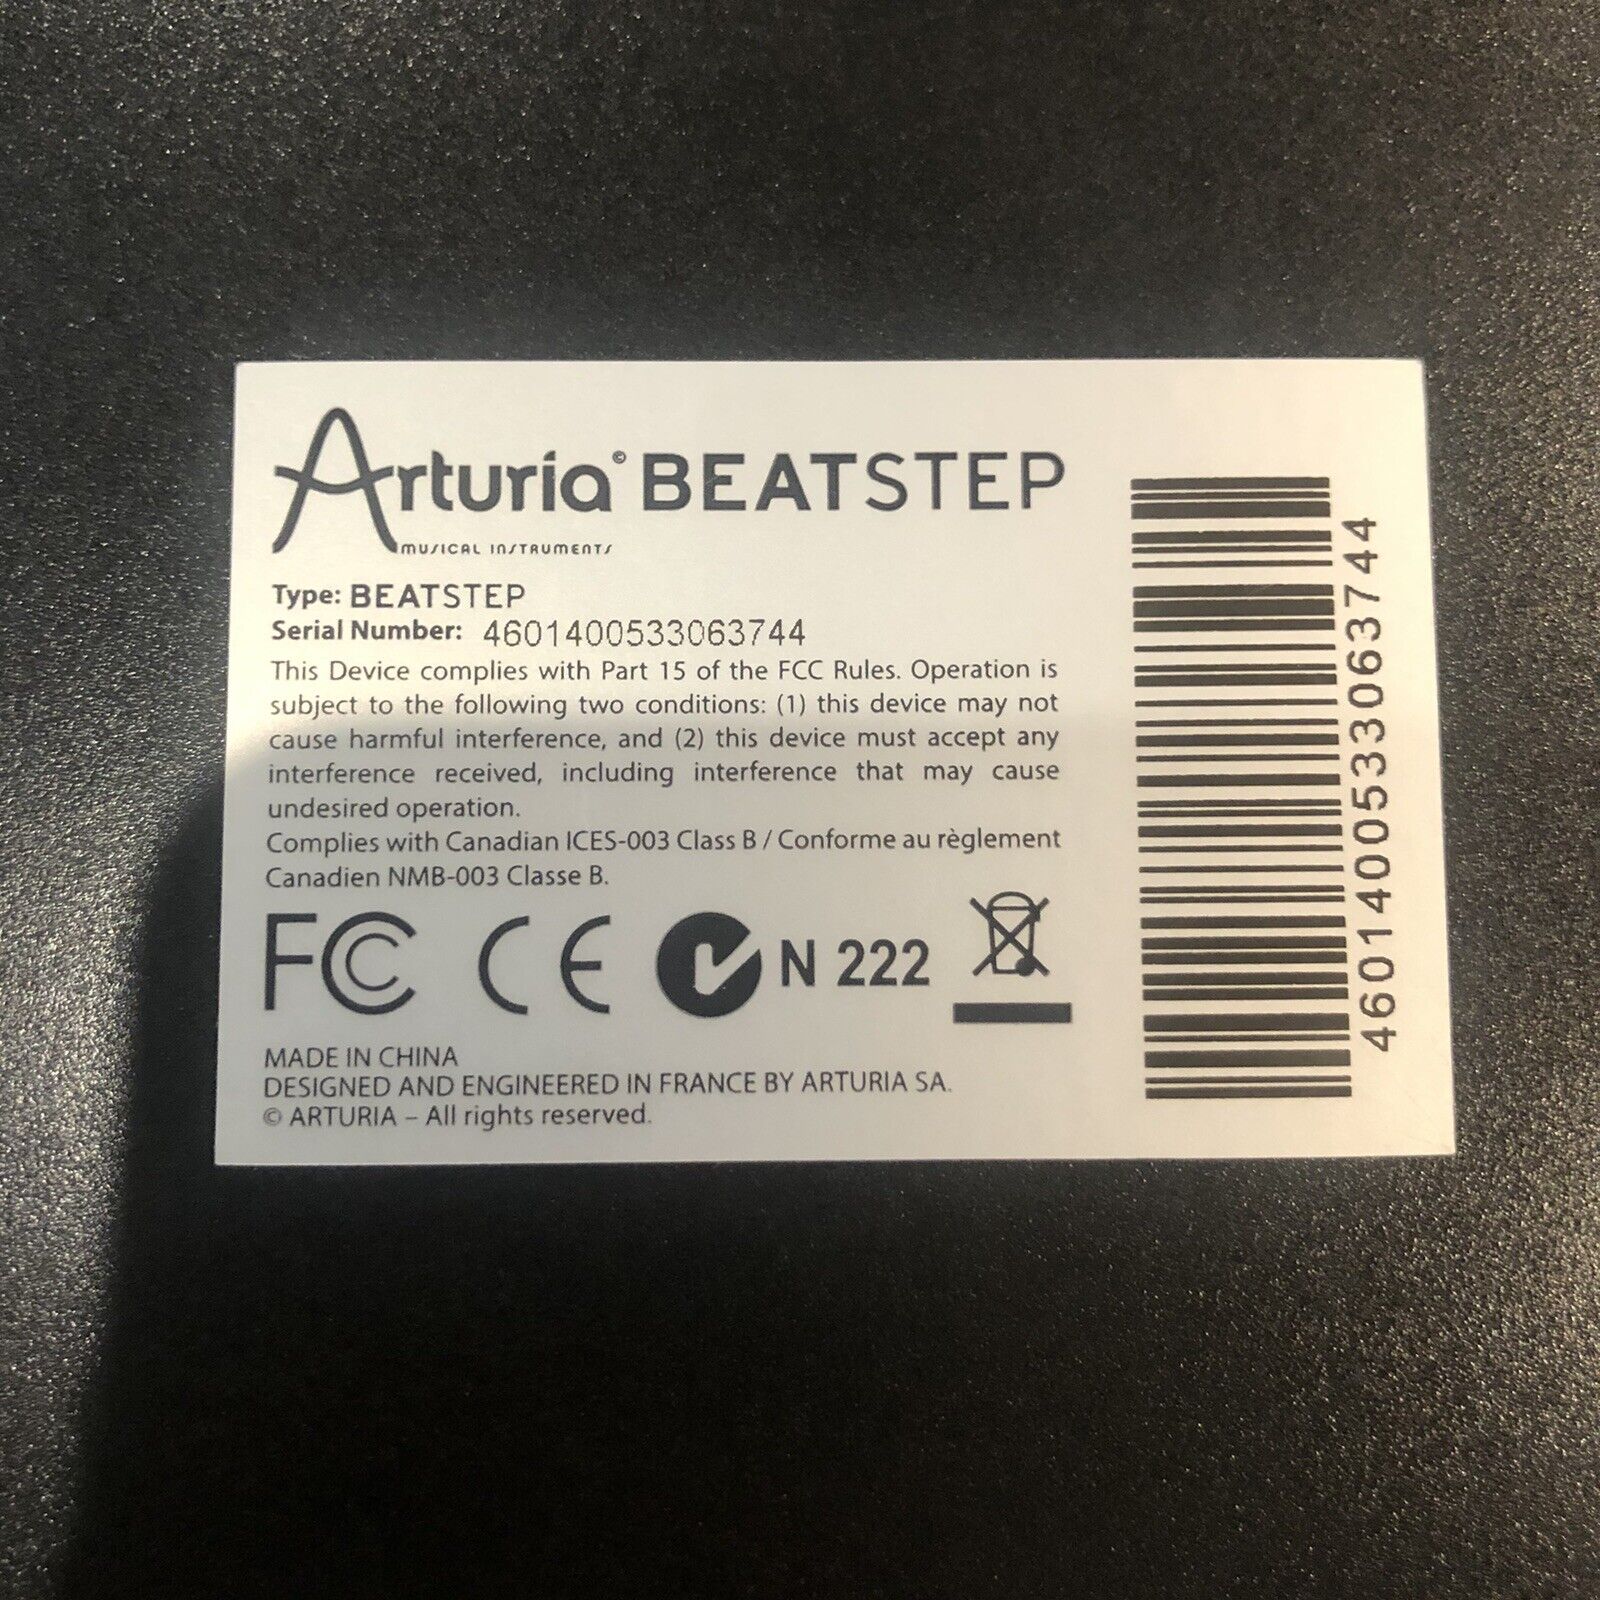 Arturia© BEATSTEP
MUSICAL INSTRUMENTS
Type: BEATSTEP
Serial Number: 4601400533063744
This Device complies with Part 15 of the FCC Rules. Operation is
subject to the following two conditions: (1) this device may not
cause harmful interference, and (2) this device must accept any
interference received, including interference that may cause
undesired operation.
Complies with Canadian ICES-003 Class B / Conforme au règlement
Canadien NMB-003 Classe B.
FC CE N 222
MADE IN CHINA
DESIGNED AND ENGINEERED IN FRANCE BY ARTURIA SA.
© ARTURIA – All rights reserved.
4601400533063744